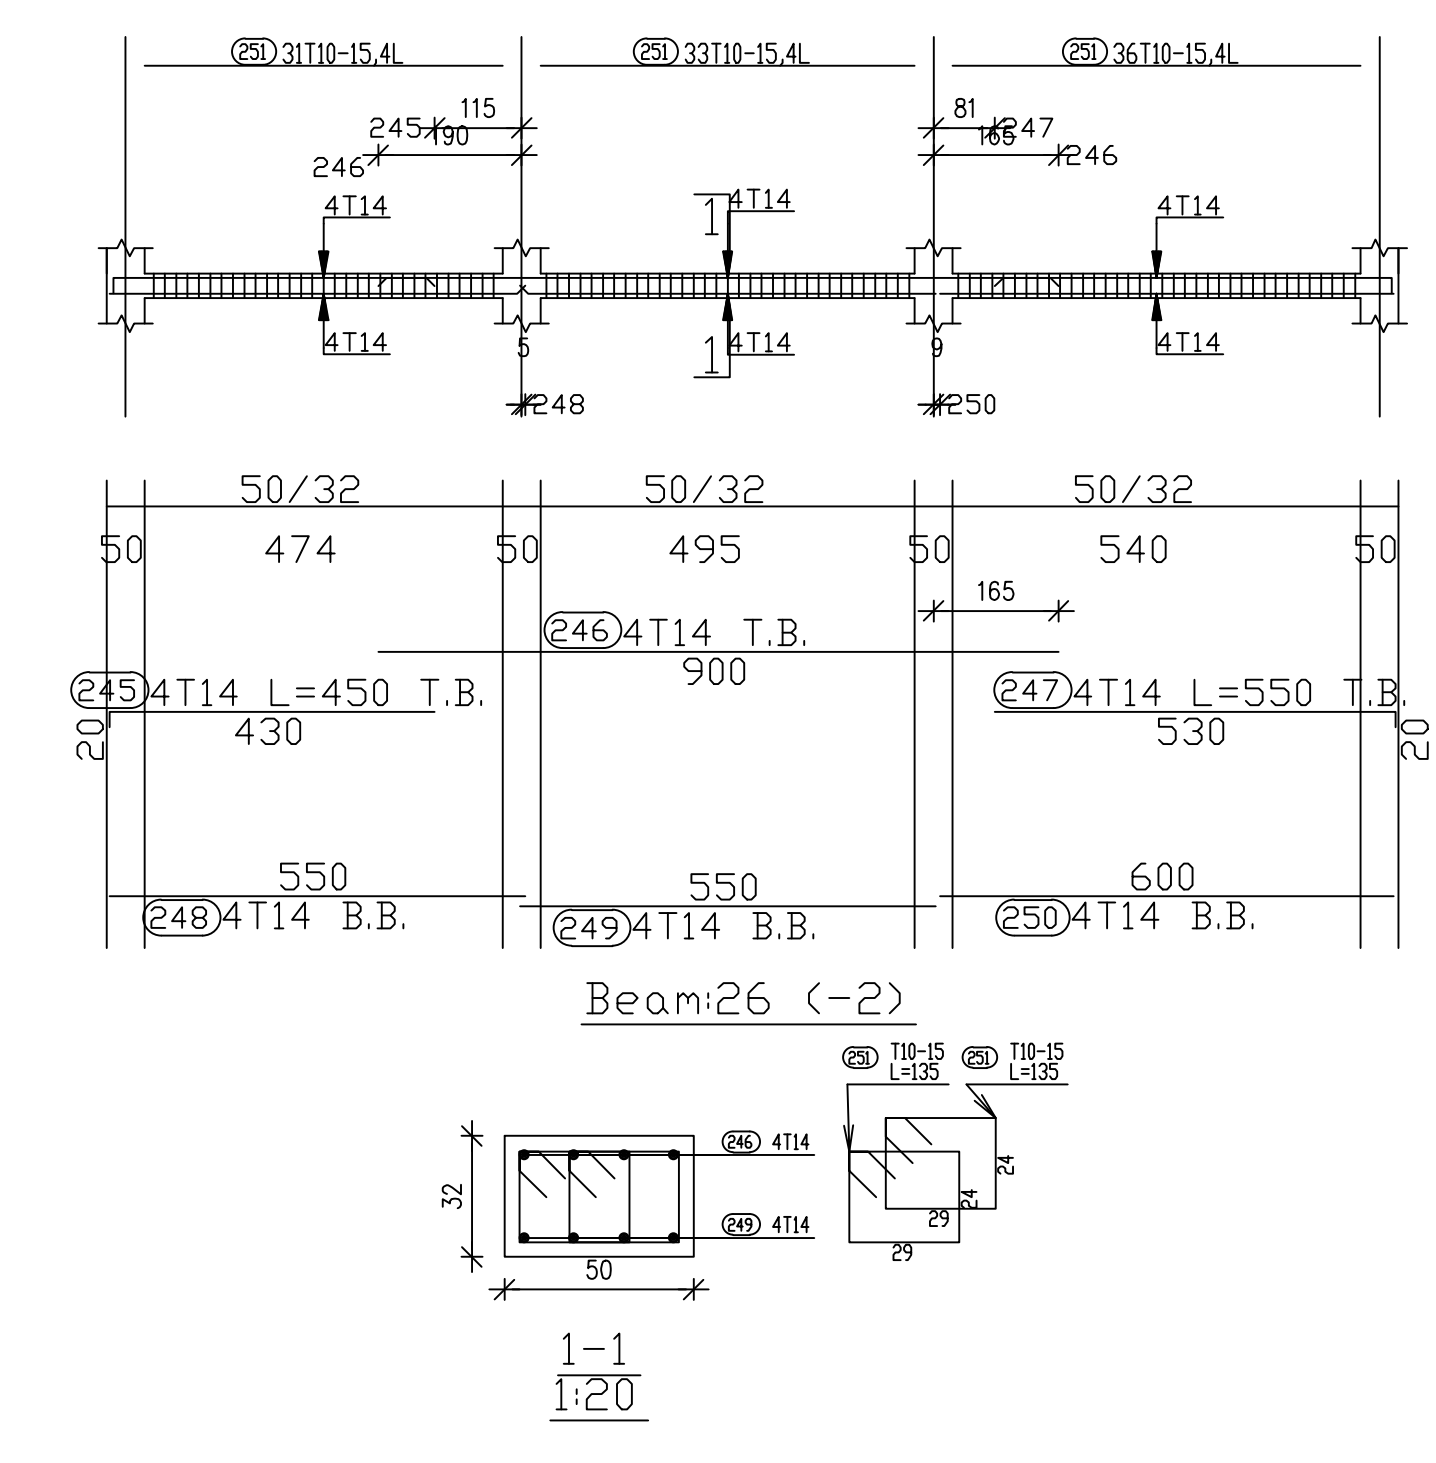 251 31T10-15,4L 251 33T10-15,4L 251 36T10-15,4L
115 81
245 190 165 247
246 246
4T14 1 4T14 4T14
4T14 1 4T14 4T14
5 9
248 250
50/32 50/32 50/32
50 474 50 495 50 540 50
165
246 4T14 T.B.
900
245 4T14 L=450 T.B. 247 4T14 L=550 T.B.
20 430 530 20
550 550 600
248 4T14 B.B. 249 4T14 B.B. 250 4T14 B.B.
Beam:26 (-2)
251 T10-15 251 T10-15
L=135 L=135
246 4T14
32 24
24
249 4T14 29
50 29
1-1
1:20